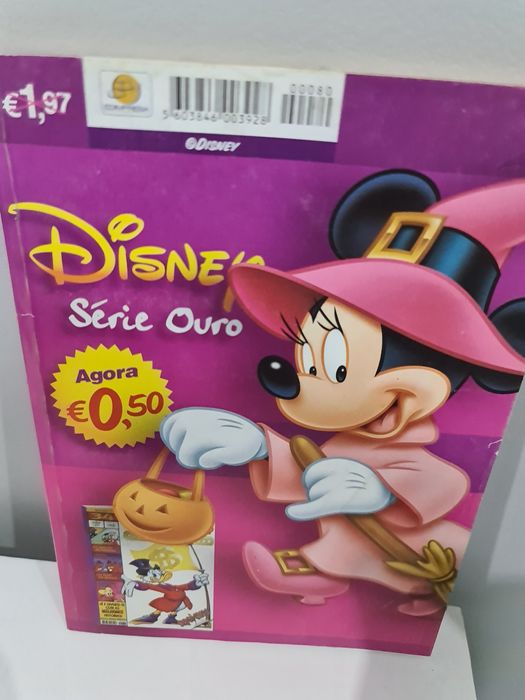 €1,97
00080
5 603846 003928
©DISNEY
DISNEY
Série Ouro
Agora
€0,50